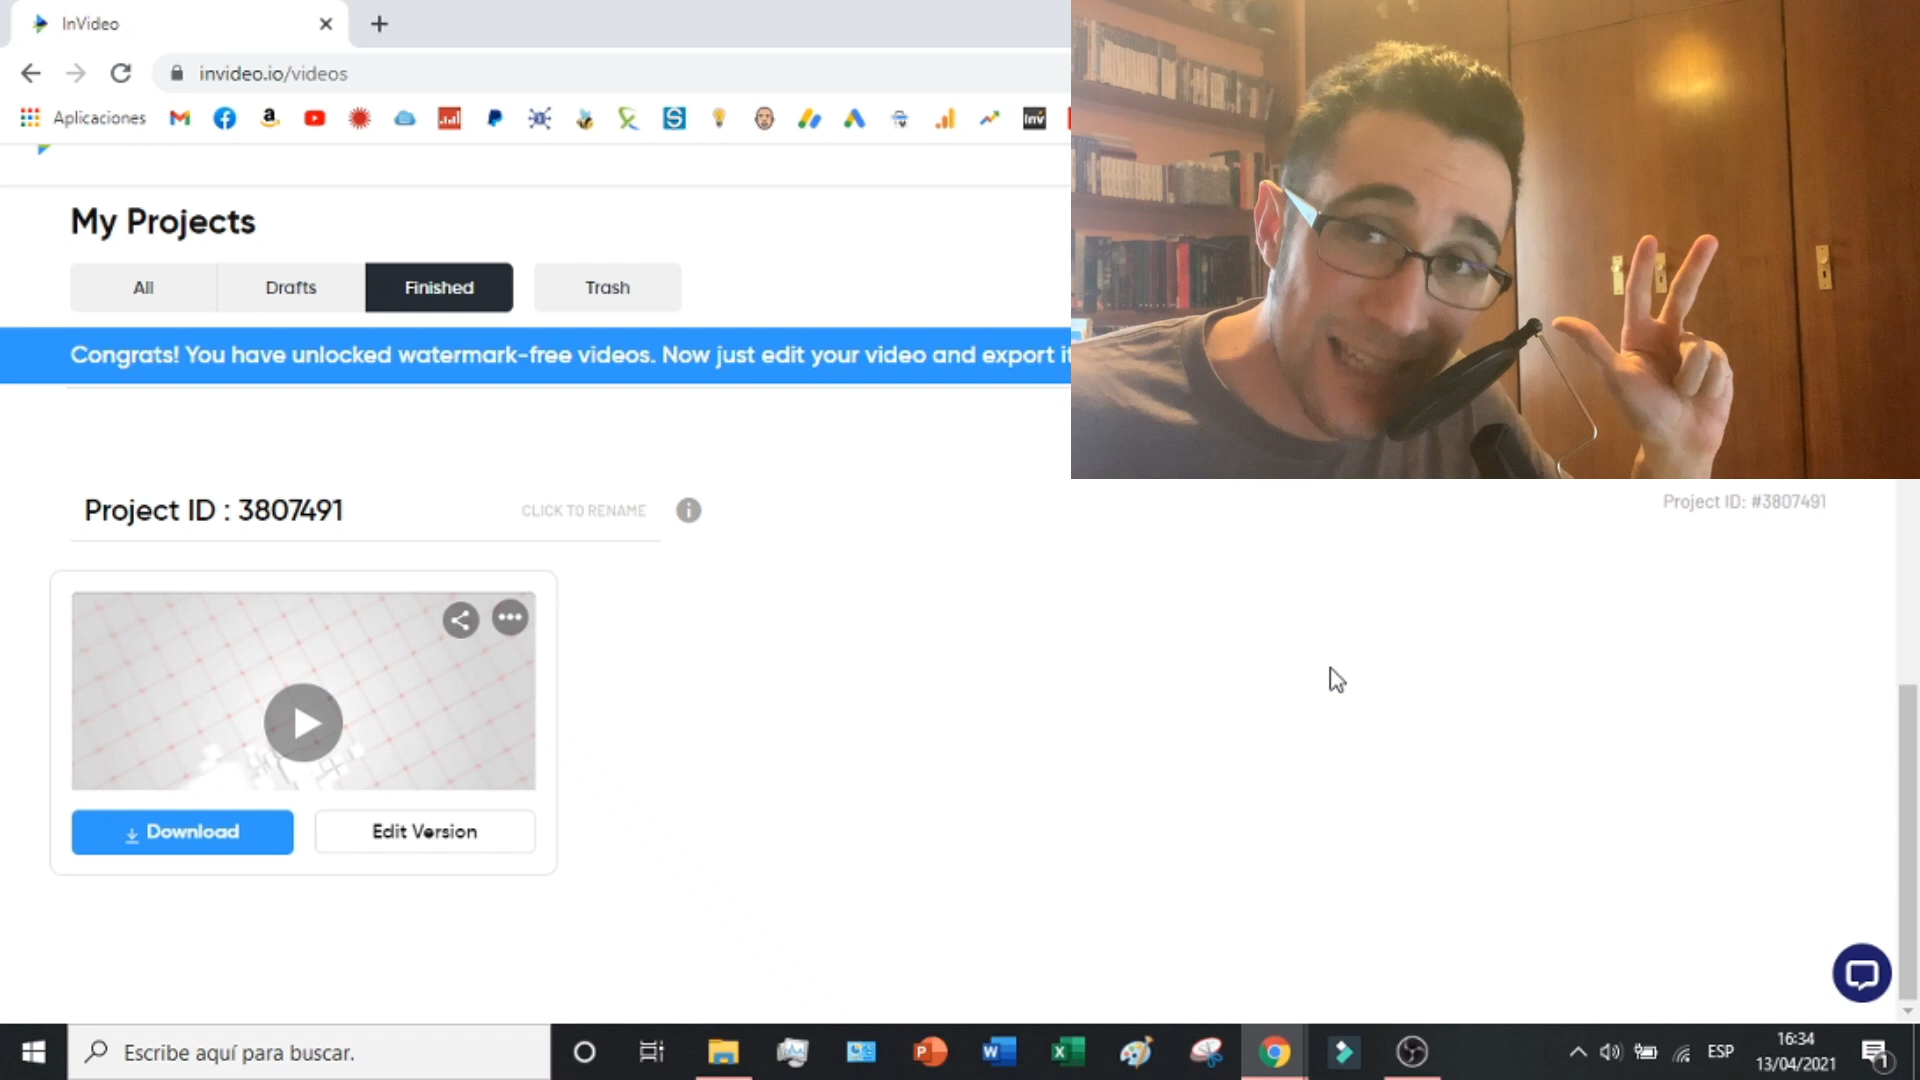 InVideo
invideo.io/videos
Aplicaciones
inv
My Projects
All
Drafts
Finished
Trash
Congrats! You have unlocked watermark-free videos. Now just edit your video and export it
Project ID : 3807491
CLICK TO RENAME
Project ID: #3807491
Download
Edit Version
Escribe aquí para buscar.
ESP
16:34
13/04/2021
1